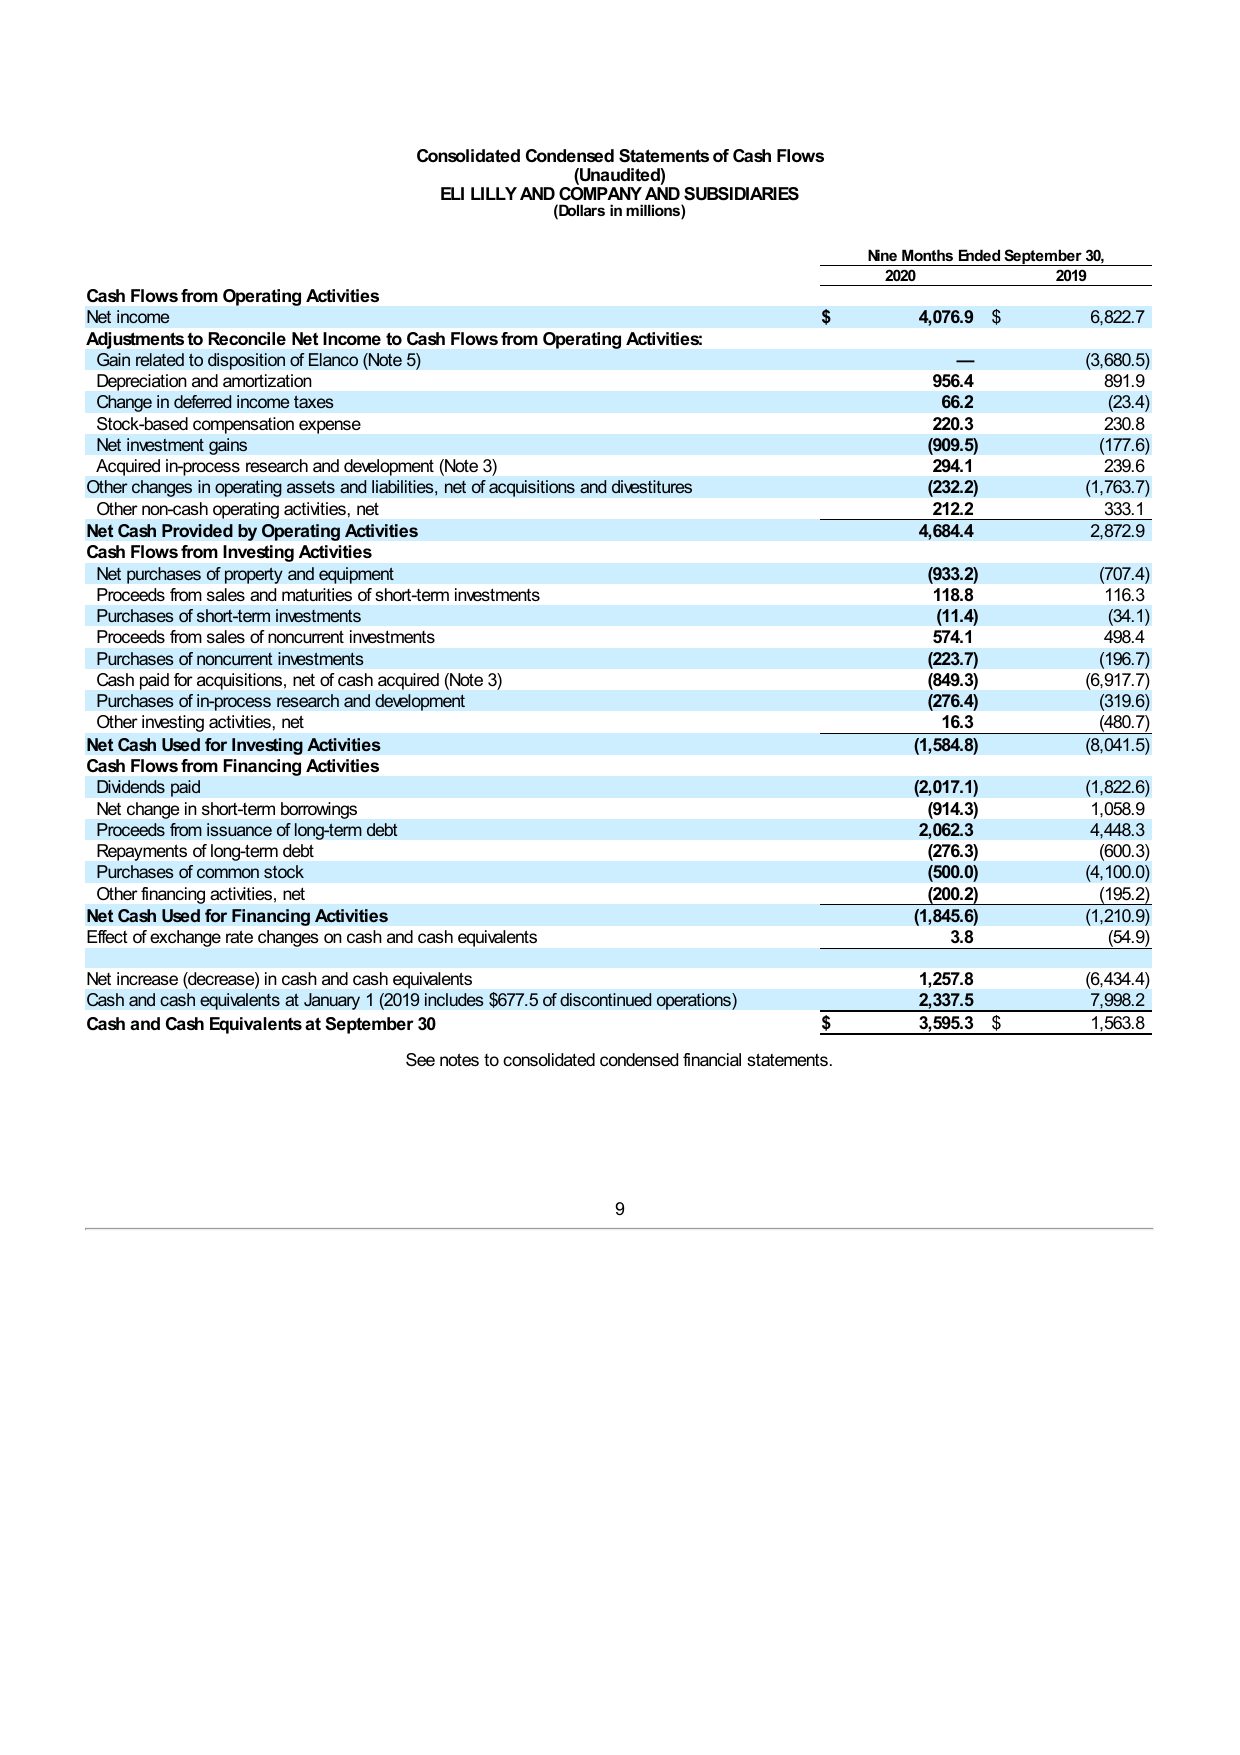 Consolidated Condensed Statements of Cash Flows
(Unaudited)
ELI LILLY AND COMPANY AND SUBSIDIARIES
(Dollars in millions)
Nine Months Ended September 30,
2020 2019
Cash Flows from Operating Activities
Net income $ 4,076.9 $ 6,822.7
Adjustments to Reconcile Net Income to Cash Flows from Operating Activities:
Gain related to disposition of Elanco (Note 5) — (3,680.5)
Depreciation and amortization 956.4 891.9
Change in deferred income taxes 66.2 (23.4)
Stock-based compensation expense 220.3 230.8
Net investment gains (909.5) (177.6)
Acquired in-process research and development (Note 3) 294.1 239.6
Other changes in operating assets and liabilities, net of acquisitions and divestitures (232.2) (1,763.7)
Other non-cash operating activities, net 212.2 333.1
Net Cash Provided by Operating Activities 4,684.4 2,872.9
Cash Flows from Investing Activities
Net purchases of property and equipment (933.2) (707.4)
Proceeds from sales and maturities of short-term investments 118.8 116.3
Purchases of short-term investments (11.4) (34.1)
Proceeds from sales of noncurrent investments 574.1 498.4
Purchases of noncurrent investments (223.7) (196.7)
Cash paid for acquisitions, net of cash acquired (Note 3) (849.3) (6,917.7)
Purchases of in-process research and development (276.4) (319.6)
Other investing activities, net 16.3 (480.7)
Net Cash Used for Investing Activities (1,584.8) (8,041.5)
Cash Flows from Financing Activities
Dividends paid (2,017.1) (1,822.6)
Net change in short-term borrowings (914.3) 1,058.9
Proceeds from issuance of long-term debt 2,062.3 4,448.3
Repayments of long-term debt (276.3) (600.3)
Purchases of common stock (500.0) (4,100.0)
Other financing activities, net (200.2) (195.2)
Net Cash Used for Financing Activities (1,845.6) (1,210.9)
Effect of exchange rate changes on cash and cash equivalents 3.8 (54.9)
Net increase (decrease) in cash and cash equivalents 1,257.8 (6,434.4)
Cash and cash equivalents at January 1 (2019 includes $677.5 of discontinued operations) 2,337.5 7,998.2
Cash and Cash Equivalents at September 30 $ 3,595.3 $ 1,563.8
See notes to consolidated condensed financial statements.
9